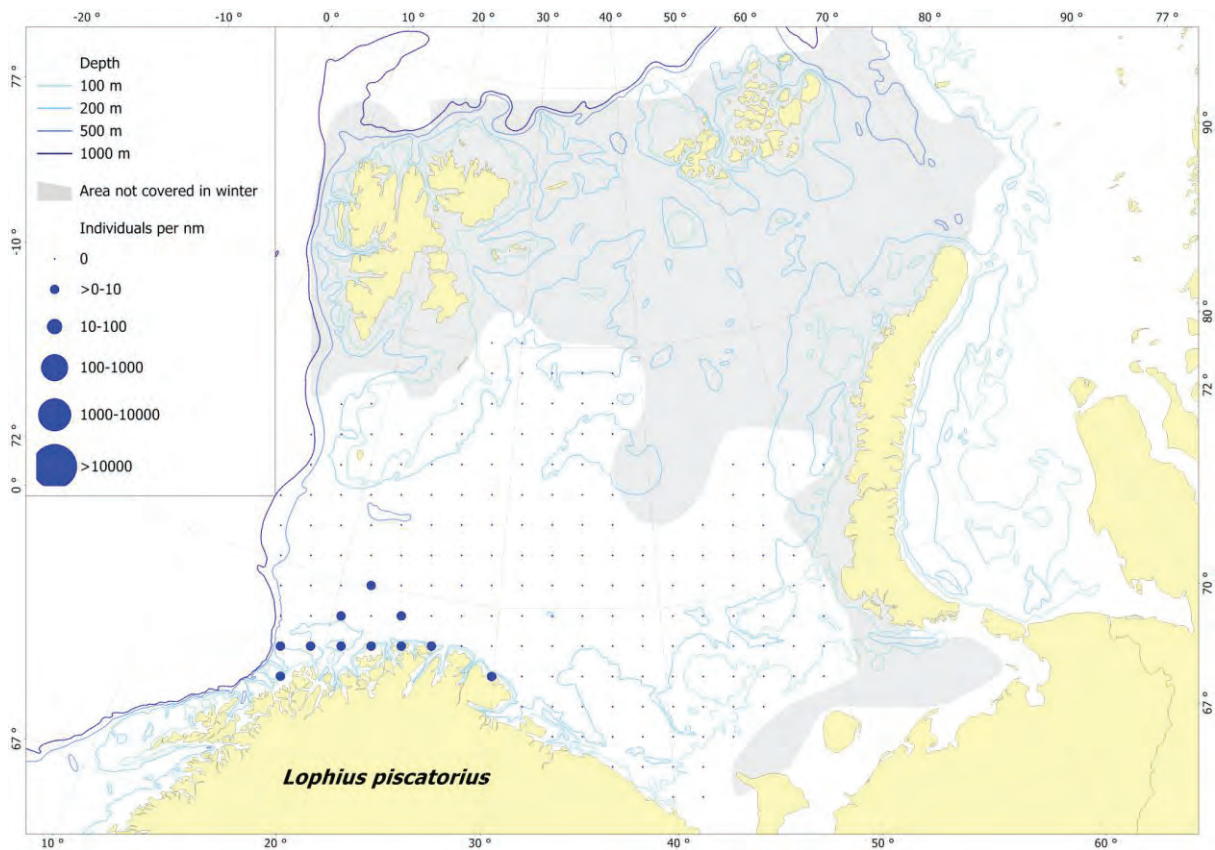 -20 ° -10 ° 0 ° 10 ° 20 ° 30 ° 40 ° 50 ° 60 ° 70 ° 80 ° 90 ° 77 °
77 °
-10 °
72 °
0 °
67 °
Depth
100 m
200 m
500 m
1000 m
Area not covered in winter
Individuals per nm
0
>0-10
10-100
100-1000
1000-10000
>10000
90 °
80 °
72 °
70 °
67 °
Lophius piscatorius
10 ° 20 ° 30 ° 40 ° 50 ° 60 °